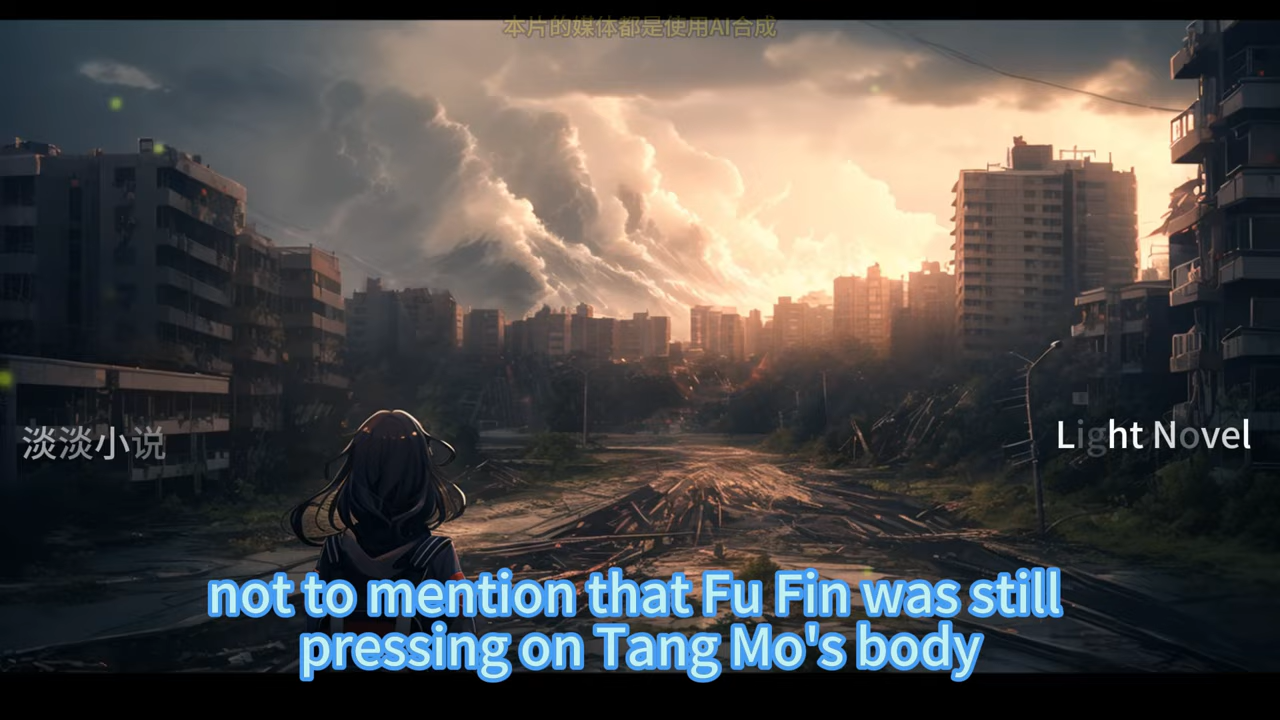 本片的媒体都是使用AI合成
淡淡小说
Light Novel
not to mention that Fu Fin was still
pressing on Tang Mo's body